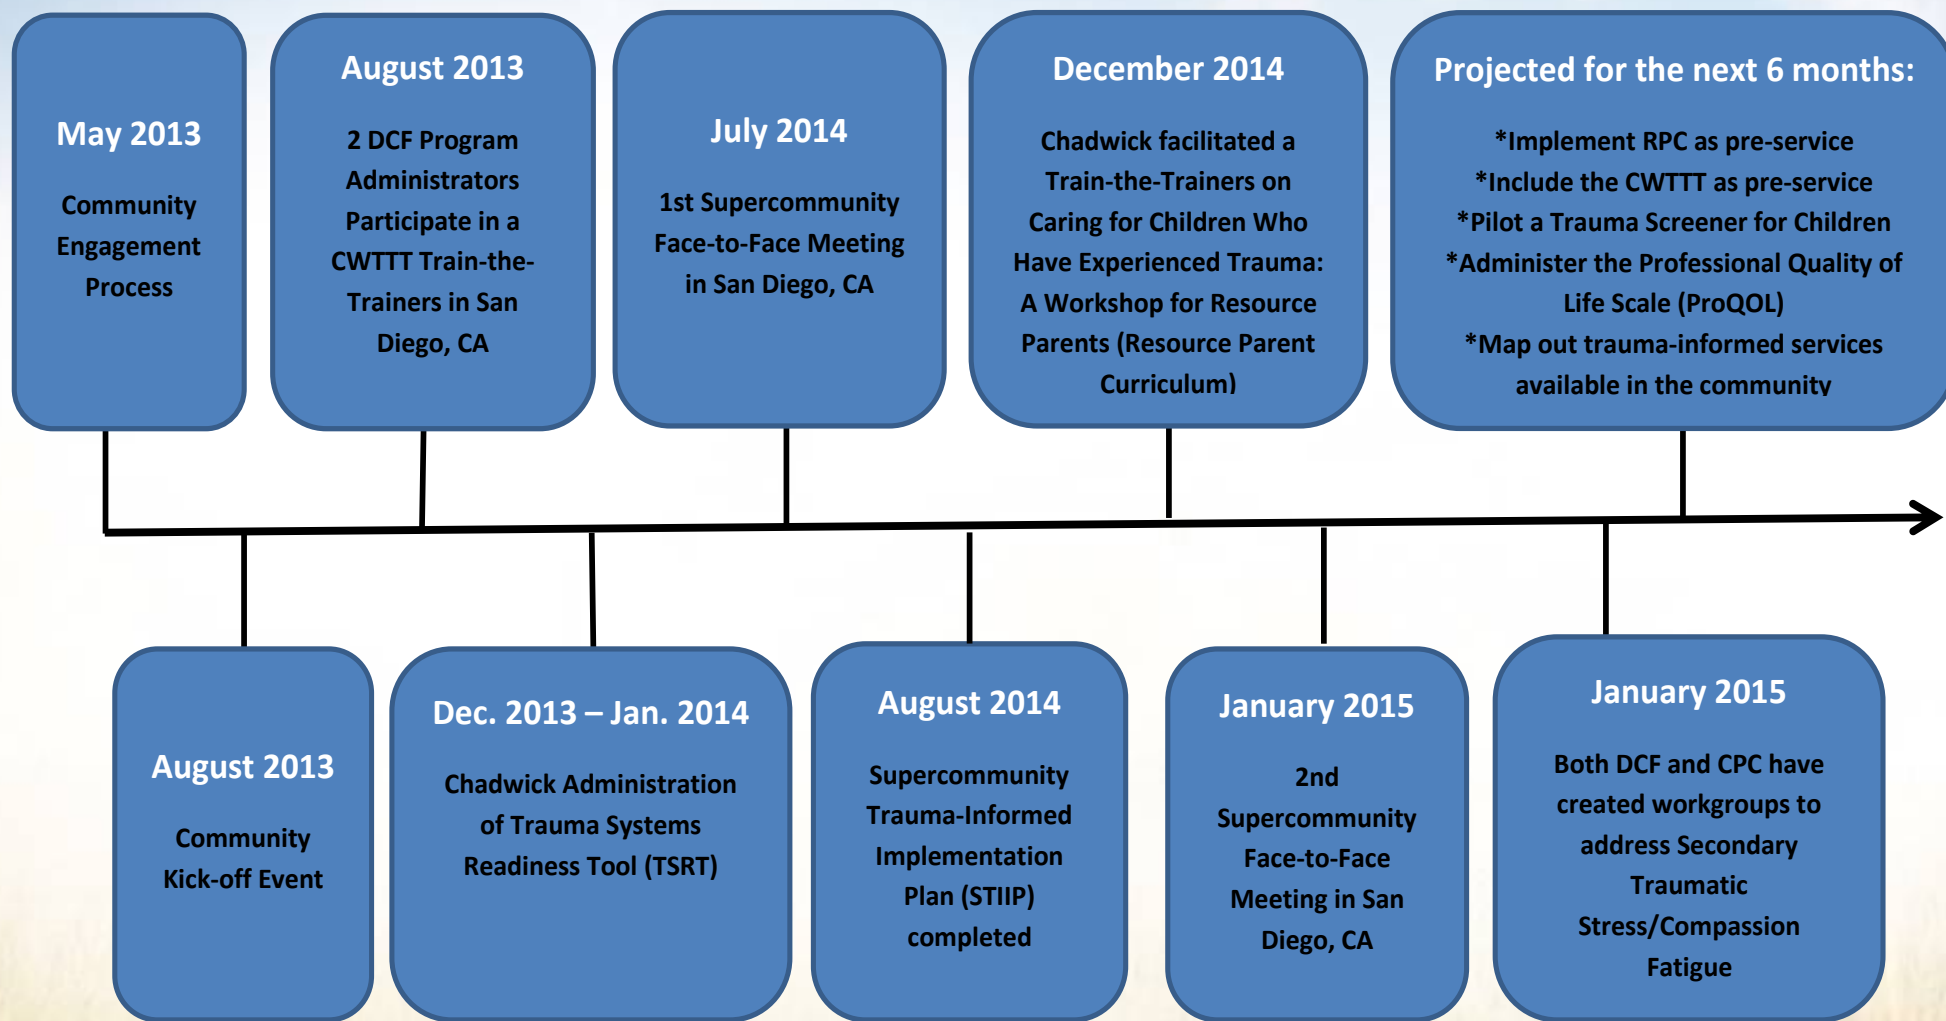 May 2013
Community
Engagement
Process
August 2013
2 DCF Program
Administrators
Participate in a
CWTTT Train-the-
Trainers in San
Diego, CA
July 2014
1st Supercommunity
Face-to-Face Meeting
in San Diego, CA
December 2014
Chadwick facilitated a
Train-the-Trainers on
Caring for Children Who
Have Experienced Trauma:
A Workshop for Resource
Parents (Resource Parent
Curriculum)
Projected for the next 6 months:
*Implement RPC as pre-service
*Include the CWTTT as pre-service
*Pilot a Trauma Screener for Children
*Administer the Professional Quality of
Life Scale (ProQOL)
*Map out trauma-informed services
available in the community
August 2013
Community
Kick-off Event
Dec. 2013 – Jan. 2014
Chadwick Administration
of Trauma Systems
Readiness Tool (TSRT)
August 2014
Supercommunity
Trauma-Informed
Implementation
Plan (STIIP)
completed
January 2015
2nd
Supercommunity
Face-to-Face
Meeting in San
Diego, CA
January 2015
Both DCF and CPC have
created workgroups to
address Secondary
Traumatic
Stress/Compassion
Fatigue